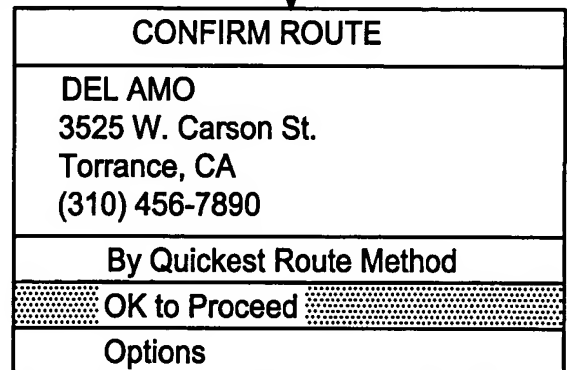 CONFIRM ROUTE
DEL AMO
3525 W. Carson St.
Torrance, CA
(310) 456-7890
By Quickest Route Method
OK to Proceed
Options